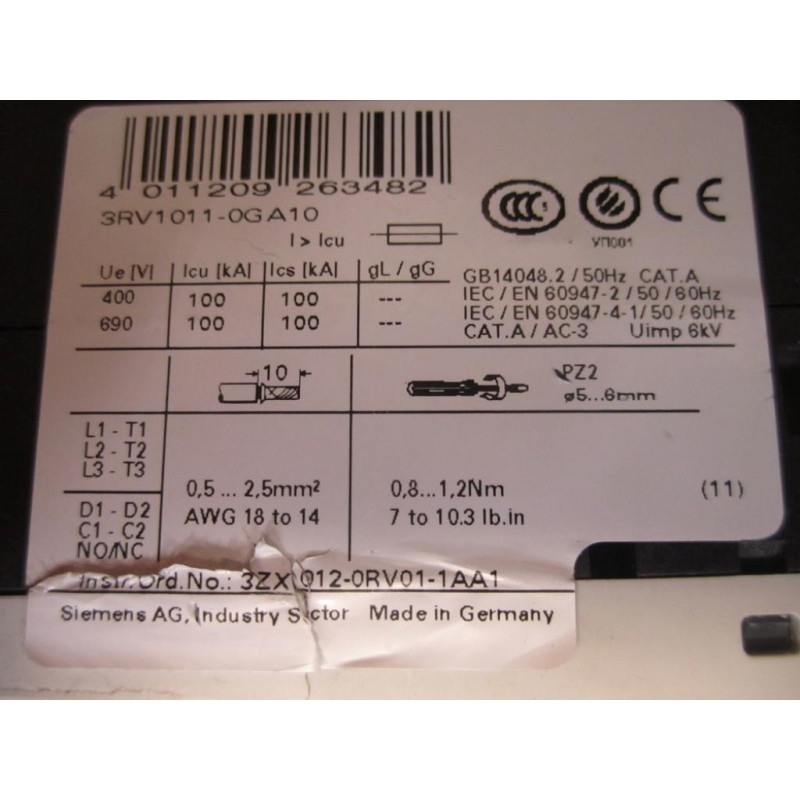 4 011209 263482
3RV1011-0GA10
I > Icu
УП001
Ue [V] Icu [kA] Ics [kA] gL / gG
400 100 100 ---
690 100 100 ---
GB14048.2 / 50Hz CAT.A
IEC / EN 60947-2 / 50 / 60Hz
IEC / EN 60947-4-1 / 50 / 60Hz
CAT.A / AC-3 Uimp 6kV
10
PZ2
ø5...6mm
L1 - T1
L2 - T2
L3 - T3
D1 - D2
C1 - C2
NO/NC
0,5 ... 2,5mm²
AWG 18 to 14
0,8...1,2Nm
7 to 10.3 lb.in
(11)
Instr.Ord.No.: 3ZX 012-0RV01-1AA1
Siemens AG, Industry Sector Made in Germany